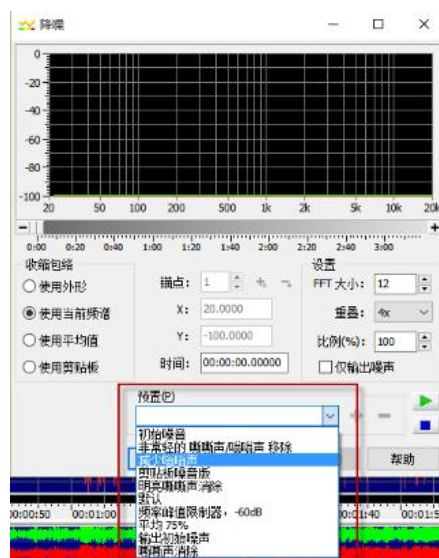 降噪
0
-20
-40
-60
-80
-100
20 50 100 200 500 1k 2k 5k 10k 20k
0:00 0:20 0:40 1:00 1:20 1:40 2:00 2:20 2:40 3:00
收缩包络
使用外形
使用当前频谱
使用平均值
使用剪贴板
锚点: 1
X: 20.0000
Y: -100.0000
时间: 00:00:00.00000
设置
FFT 大小: 12
重叠: 4x
比例(%): 100
仅输出噪声
预置(P)
初始噪音
非常轻的 嘶嘶声/嗡嗡声 移除
减少嗡嗡声
剪贴板噪音版
明亮嘶嘶声消除
默认
频率峰值限制器，-60dB
平均 75%
输出初始噪声
嘶嘶声消除
帮助
00:00:50 00:01:00